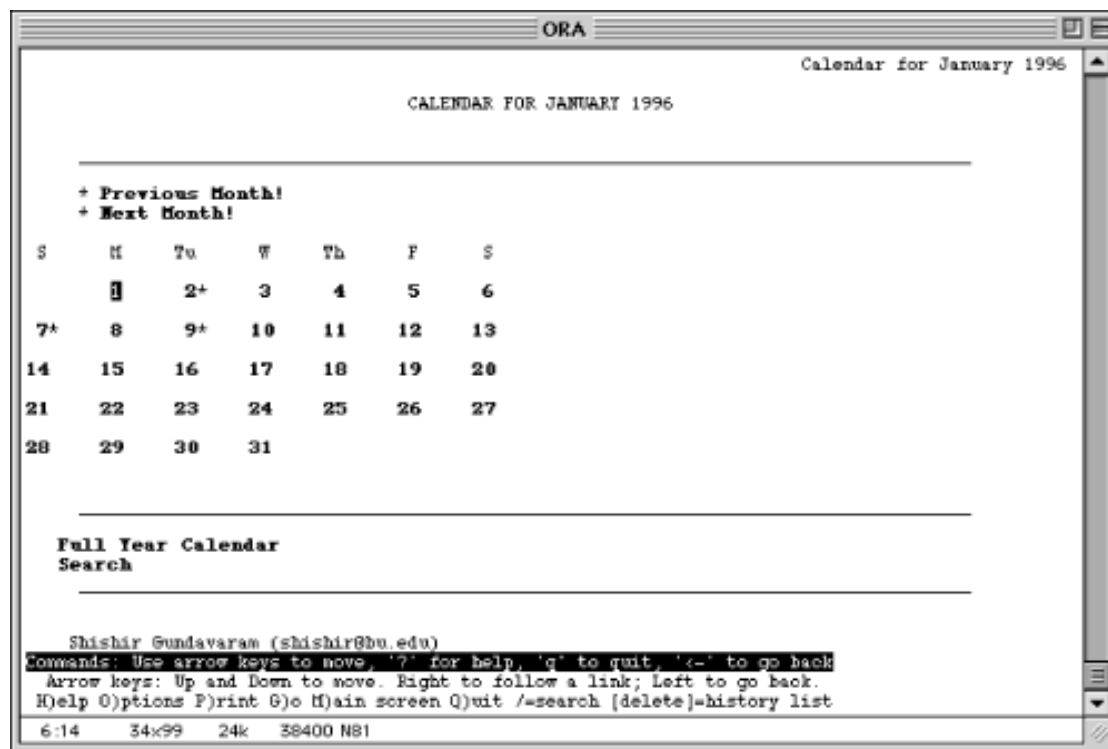 ORA
Calendar for January 1996
CALENDAR FOR JANUARY 1996
* Previous Month!
* Next Month!
S M Tu W Th F S
1 2* 3 4 5 6
7* 8 9* 10 11 12 13
14 15 16 17 18 19 20
21 22 23 24 25 26 27
28 29 30 31
Full Year Calendar
Search
Shishir Gundavaram (shishir@bu.edu)
Commands: Use arrow keys to move, '?' for help, 'q' to quit, '<-' to go back
Arrow keys: Up and Down to move. Right to follow a link; Left to go back.
H)elp O)ptions P)rint G)o M)ain screen Q)uit /=search [delete]=history list
6:14 34x99 24k 38400 N81